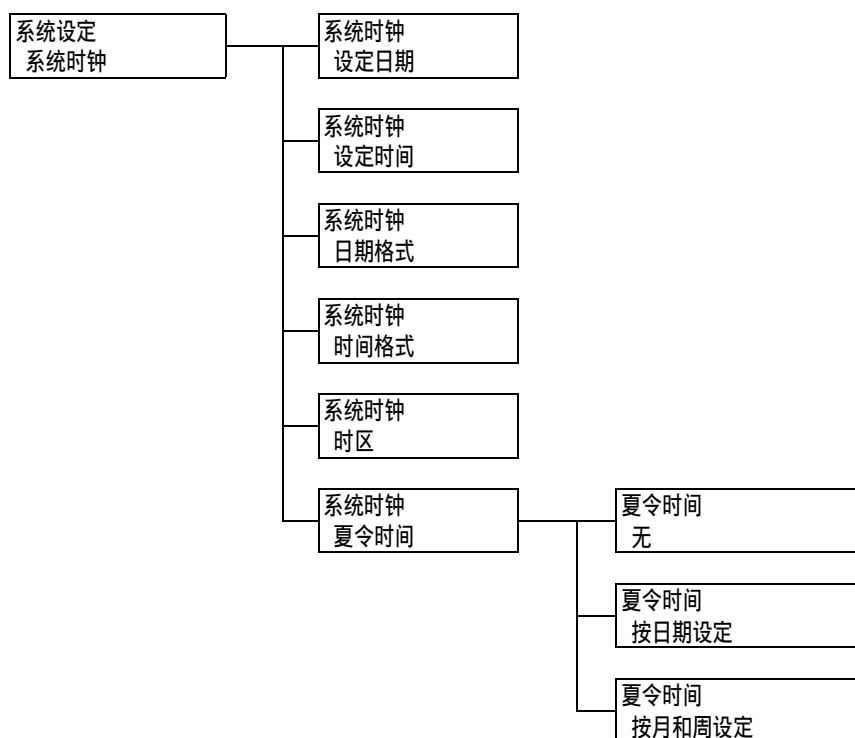 系统设定
系统时钟
系统时钟
设定日期
系统时钟
设定时间
系统时钟
日期格式
系统时钟
时间格式
系统时钟
时区
系统时钟
夏令时间
夏令时间
无
夏令时间
按日期设定
夏令时间
按月和周设定